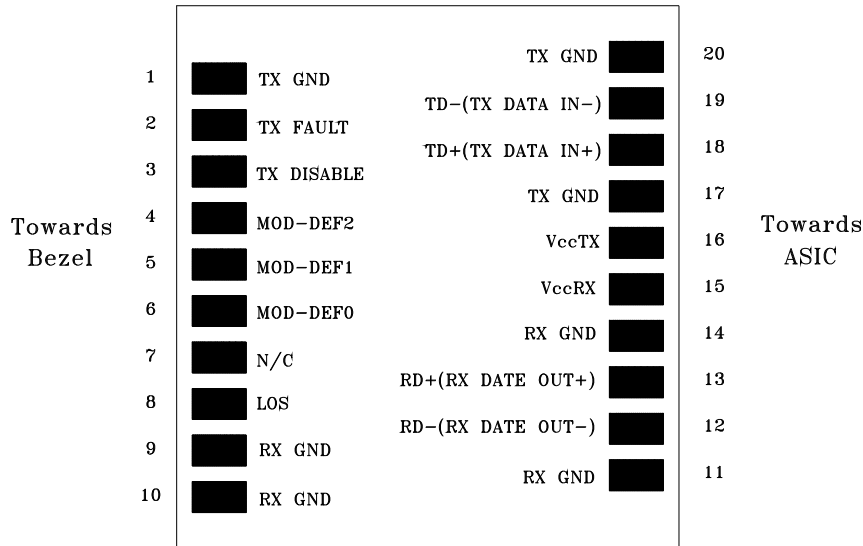 1 TX GND
2 TX FAULT
3 TX DISABLE
4 MOD-DEF2
5 MOD-DEF1
6 MOD-DEF0
7 N/C
8 LOS
9 RX GND
10 RX GND
Towards
Bezel
TX GND 20
TD-(TX DATA IN-) 19
TD+(TX DATA IN+) 18
TX GND 17
VccTX 16
VccRX 15
RX GND 14
RD+(RX DATE OUT+) 13
RD-(RX DATE OUT-) 12
RX GND 11
Towards
ASIC